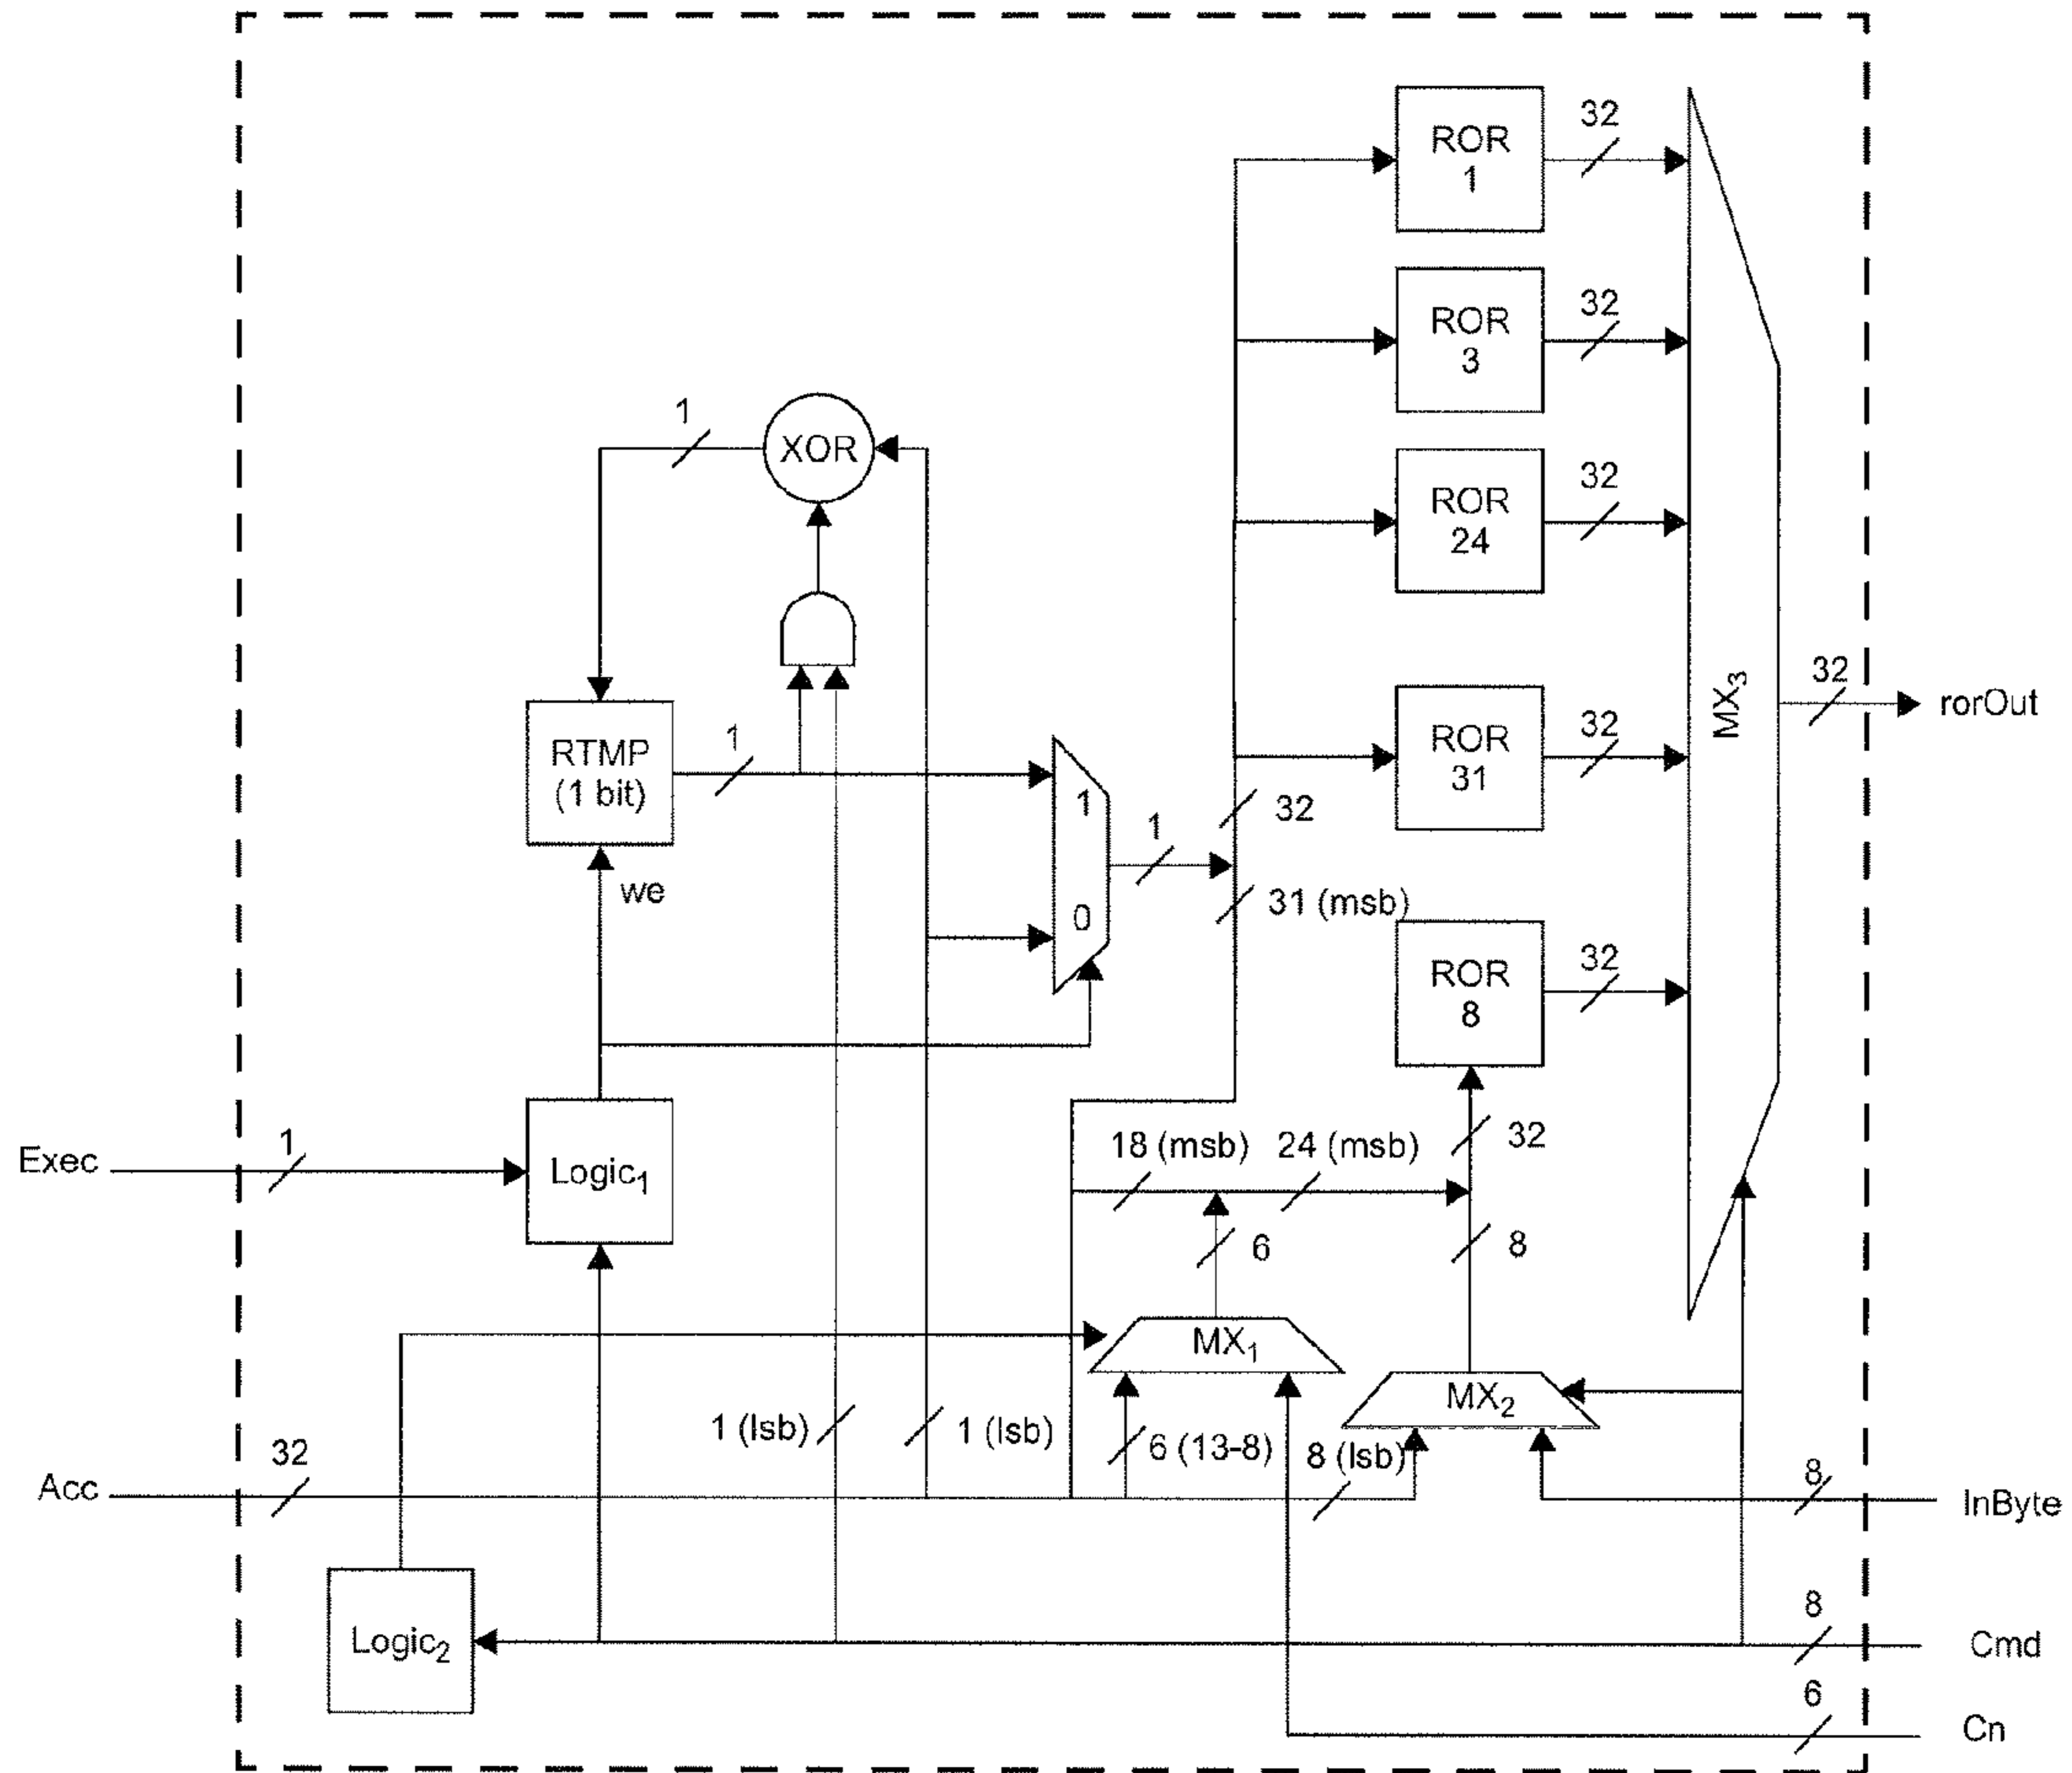 ROR
1
32
ROR
3
32
1
XOR
ROR
24
32
RTMP
(1 bit)
1
we
1
0
1
32
31 (msb)
ROR
31
32
MX3
32
rorOut
ROR
8
32
Exec
1
Logic1
18 (msb)
24 (msb)
32
6
8
MX1
MX2
1 (lsb)
1 (lsb)
6 (13-8)
8 (lsb)
Acc
32
8
InByte
Logic2
8
Cmd
6
Cn